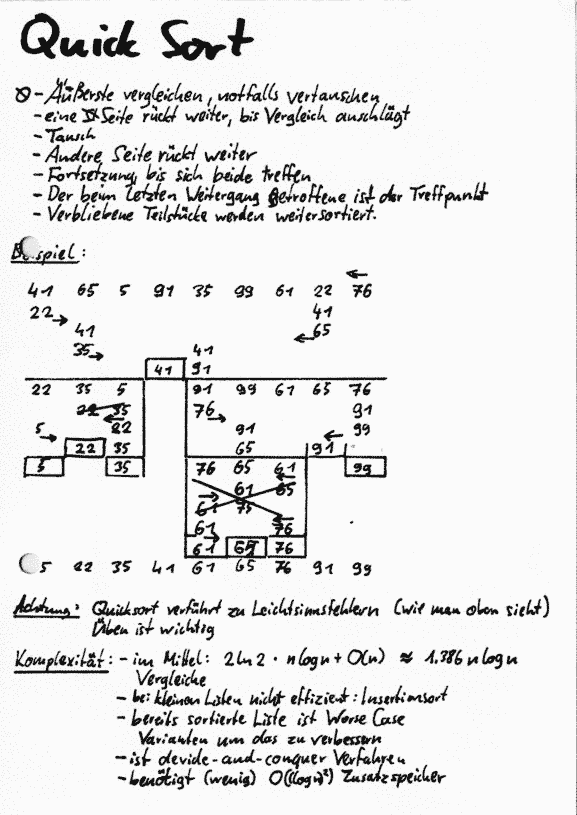 Quick Sort
- Äußerste vergleichen, notfalls vertauschen
- eine Seite rückt weiter, bis Vergleich anschlägt
- Tausch
- Andere Seite rückt weiter
- Fortsetzung bis sich beide treffen
- Der beim letzten Weitergang getroffene ist der Treffpunkt
- Verbliebene Teilstücke werden weitersortiert.
Beispiel:
←
41 65 5 91 35 99 61 22 76
22→ 41
41 ←65
35→ 41
41 91
22 35 5 91 99 61 65 76
22 35 76→ 91
← 22 91 99
5→ 22 35 65 91 ←
5 35 76 65 61 99
→ 61 65
61 75
61 76
→ 61 65 76
5 22 35 41 61 65 76 91 99
Achtung: Quicksort verführt zu Leichtsinnsfehlern (wie man oben sieht)
Üben ist wichtig
Komplexität: - im Mittel: 2 ln 2 · n log n + O(n) ≈ 1.386 n log n
Vergleiche
- bei kleinen Listen nicht effizient: Insertionsort
- bereits sortierte Liste ist Worse Case
Varianten um das zu verbessern
- ist devide-and-conquer Verfahren
- benötigt (wenig) O((log n)²) Zusatzspeicher